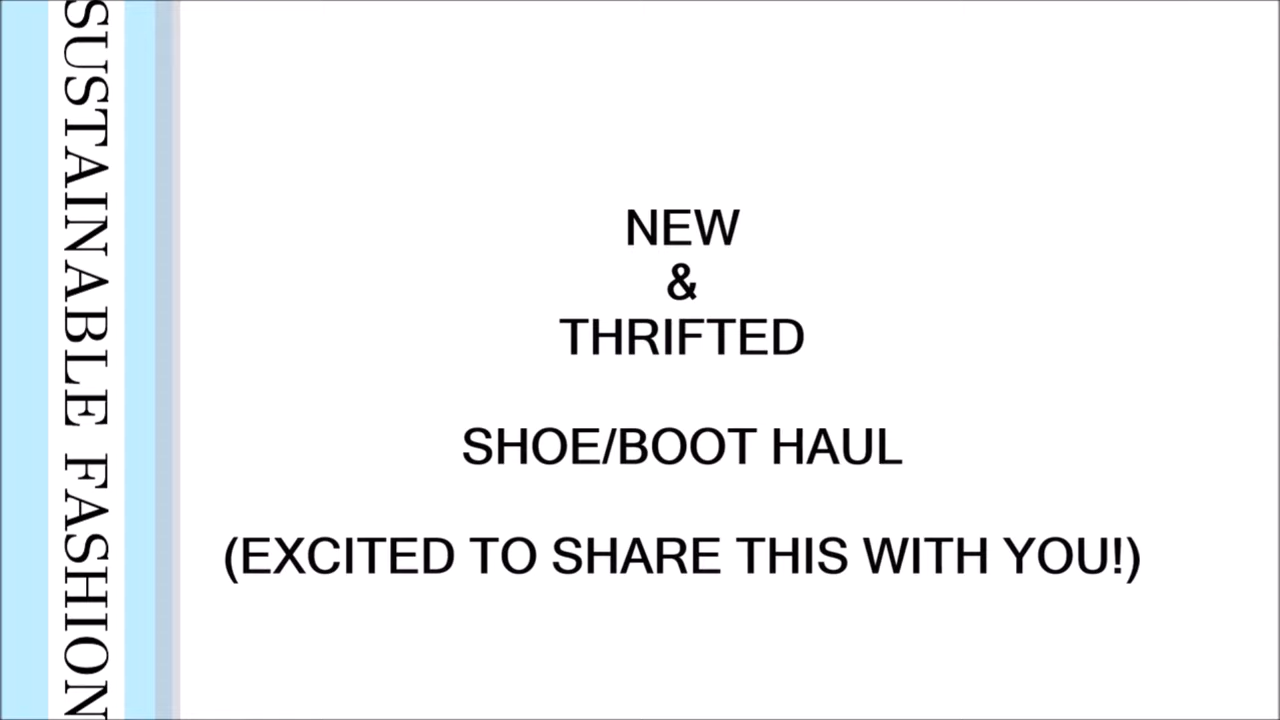 SUSTAINABLE FASHION
NEW
&
THRIFTED
SHOE/BOOT HAUL
(EXCITED TO SHARE THIS WITH YOU!)